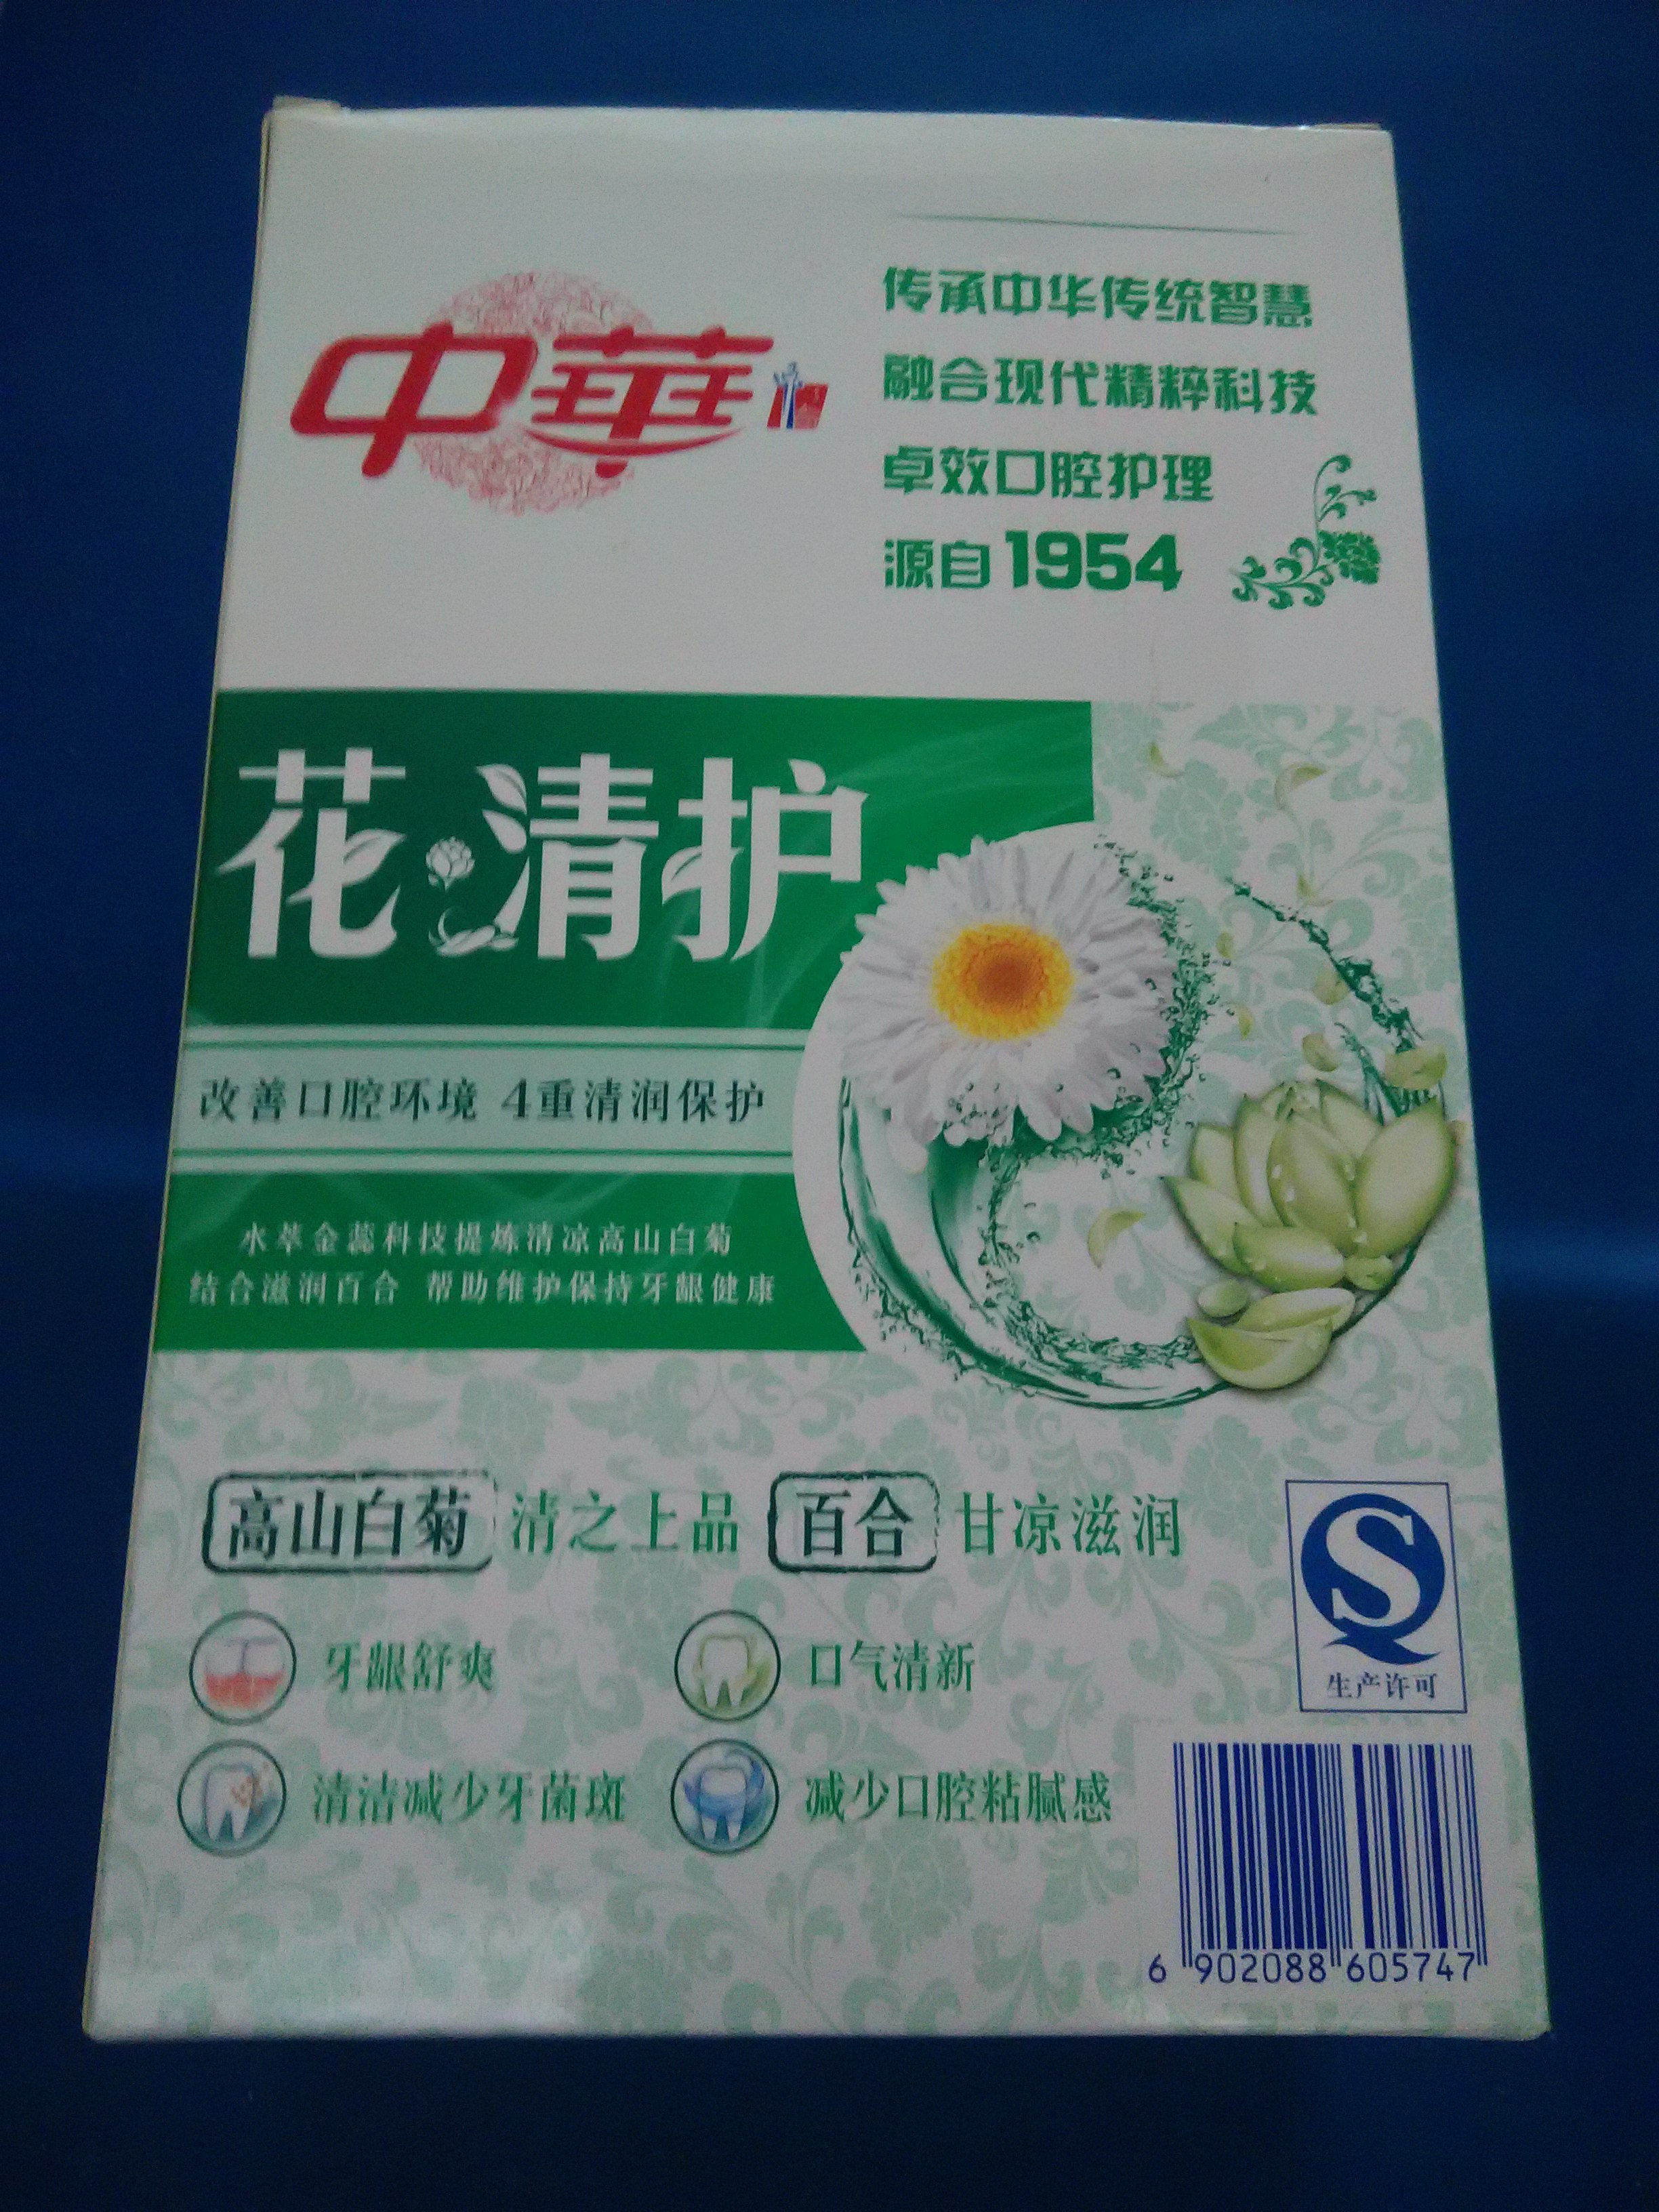 中華
传承中华传统智慧
融合现代精粹科技
卓效口腔护理
源自1954
花·清护
改善口腔环境 4重清润保护
水萃金蕊科技提炼清凉高山白菊
结合滋润百合 帮助维护保持牙龈健康
高山白菊 清之上品 百合 甘凉滋润
牙龈舒爽 口气清新
清洁减少牙菌斑 减少口腔粘腻感
S
生产许可
6 902088 605747